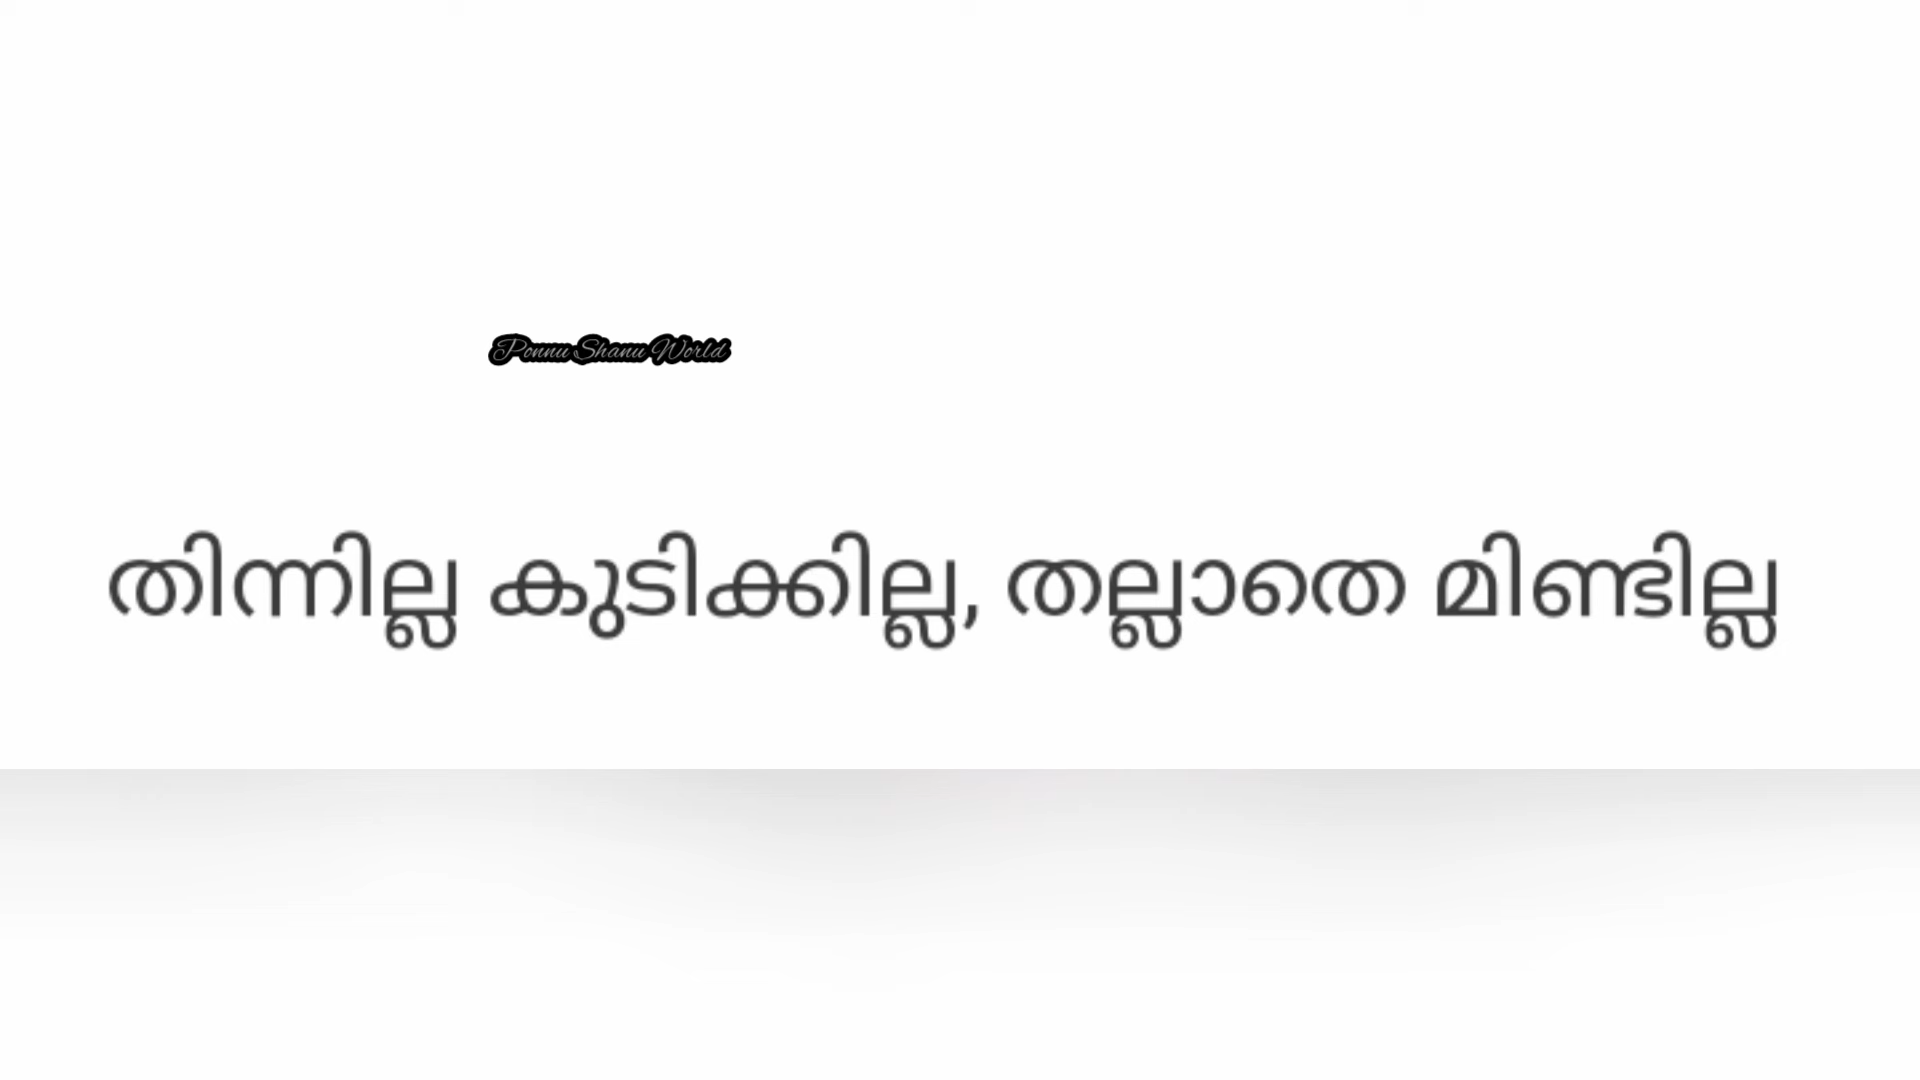 Ponnu Shanu World
തിന്നില്ല കുടിക്കില്ല, തല്ലാതെ മിണ്ടില്ല